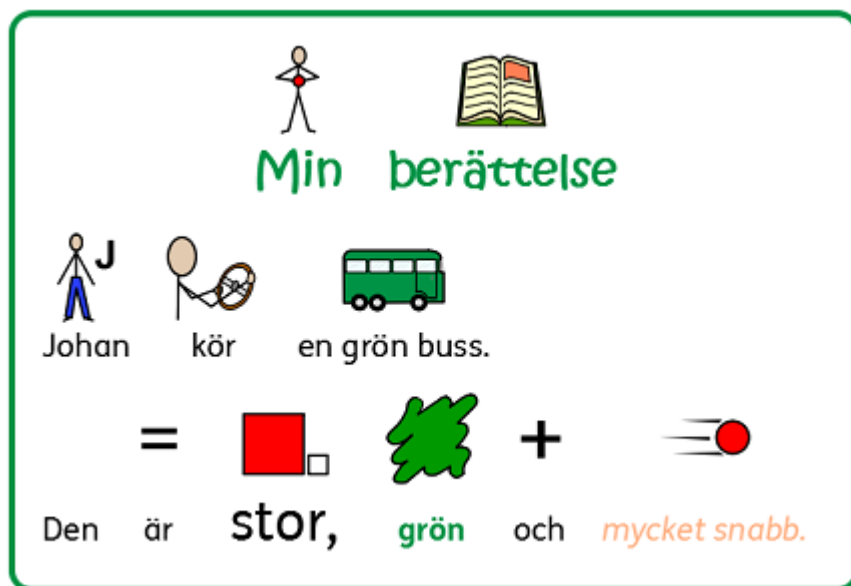 Min berättelse
J
Johan kör en grön buss.
= +
Den är stor, grön och mycket snabb.